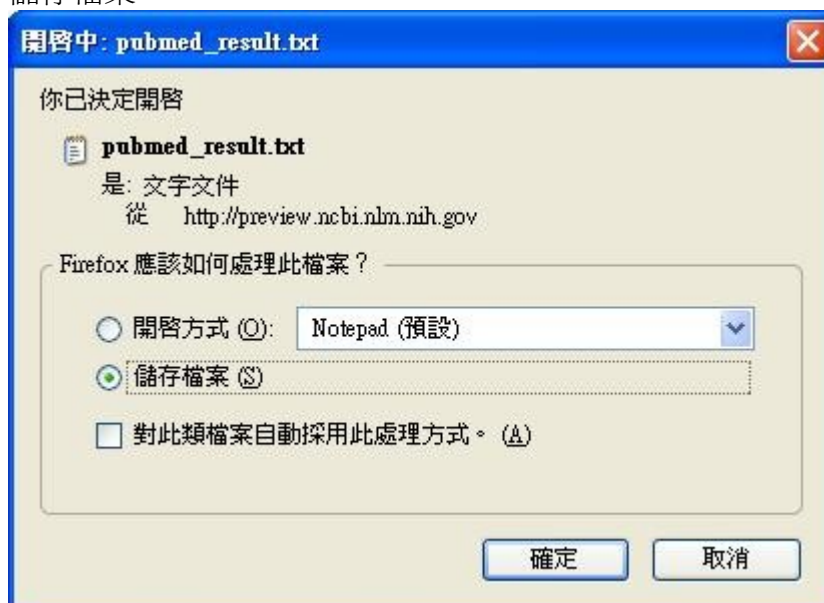 儲存檔案
開啓中: pubmed_result.txt
你已決定開啓
pubmed_result.txt
是: 文字文件
從 http://preview.ncbi.nlm.nih.gov
Firefox 應該如何處理此檔案？
開啓方式 (O): Notepad (預設)
儲存檔案 (S)
對此類檔案自動採用此處理方式。 (A)
確定 取消